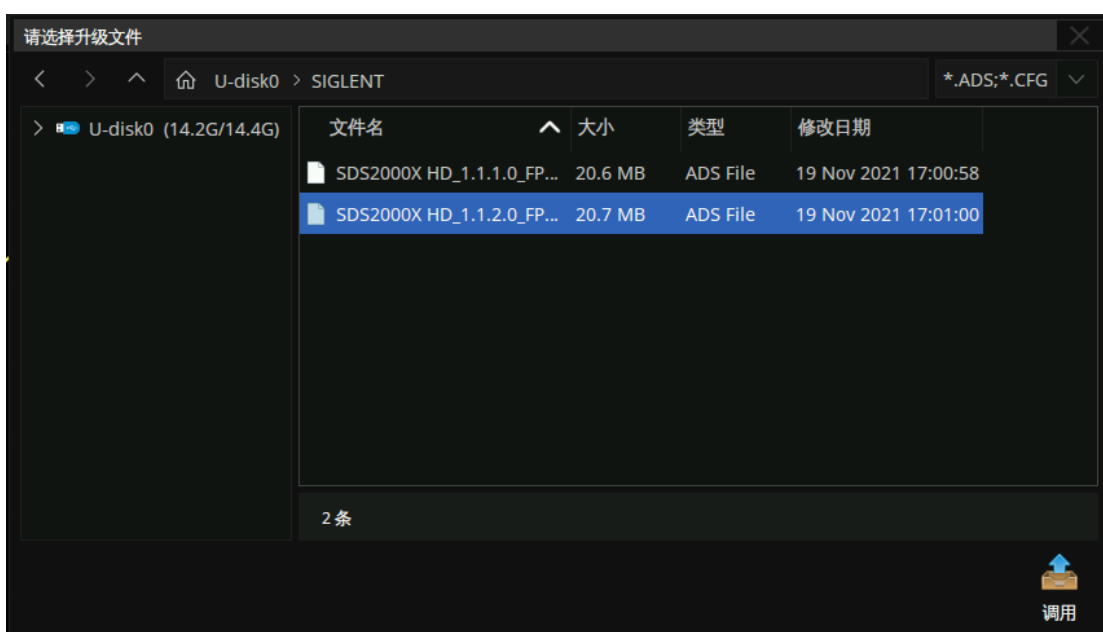 请选择升级文件
U-disk0 > SIGLENT *.ADS;*.CFG
U-disk0 (14.2G/14.4G)
文件名 大小 类型 修改日期
SDS2000X HD_1.1.1.0_FP... 20.6 MB ADS File 19 Nov 2021 17:00:58
SDS2000X HD_1.1.2.0_FP... 20.7 MB ADS File 19 Nov 2021 17:01:00
2条
调用